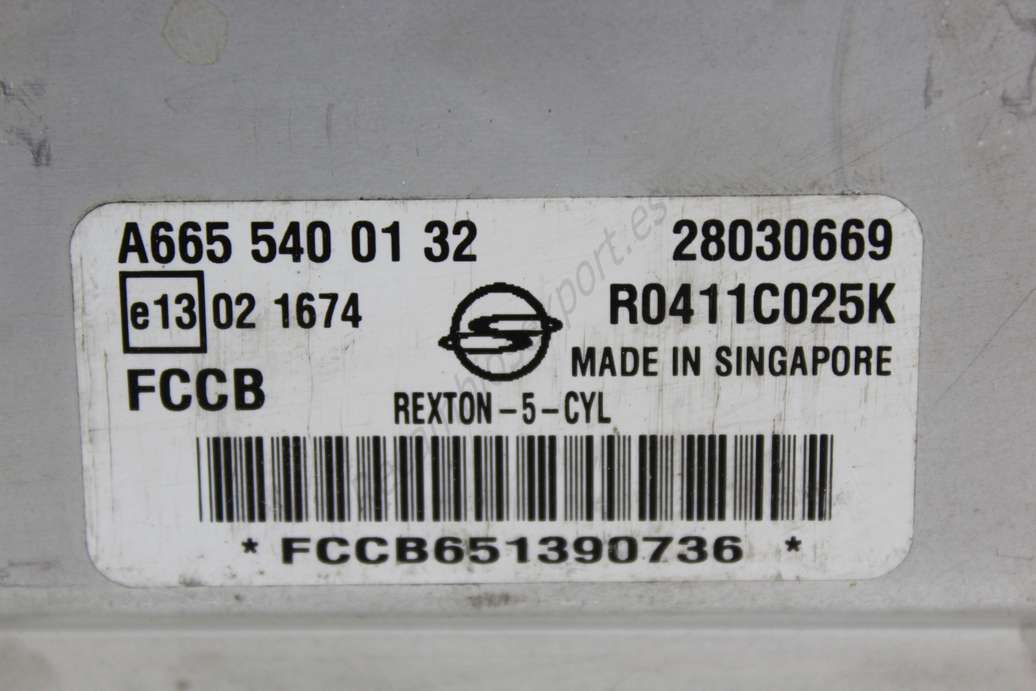 A665 540 01 32
28030669
e13 02 1674
R0411C025K
MADE IN SINGAPORE
FCCB
REXTON-5-CYL
* FCCB651390736 *